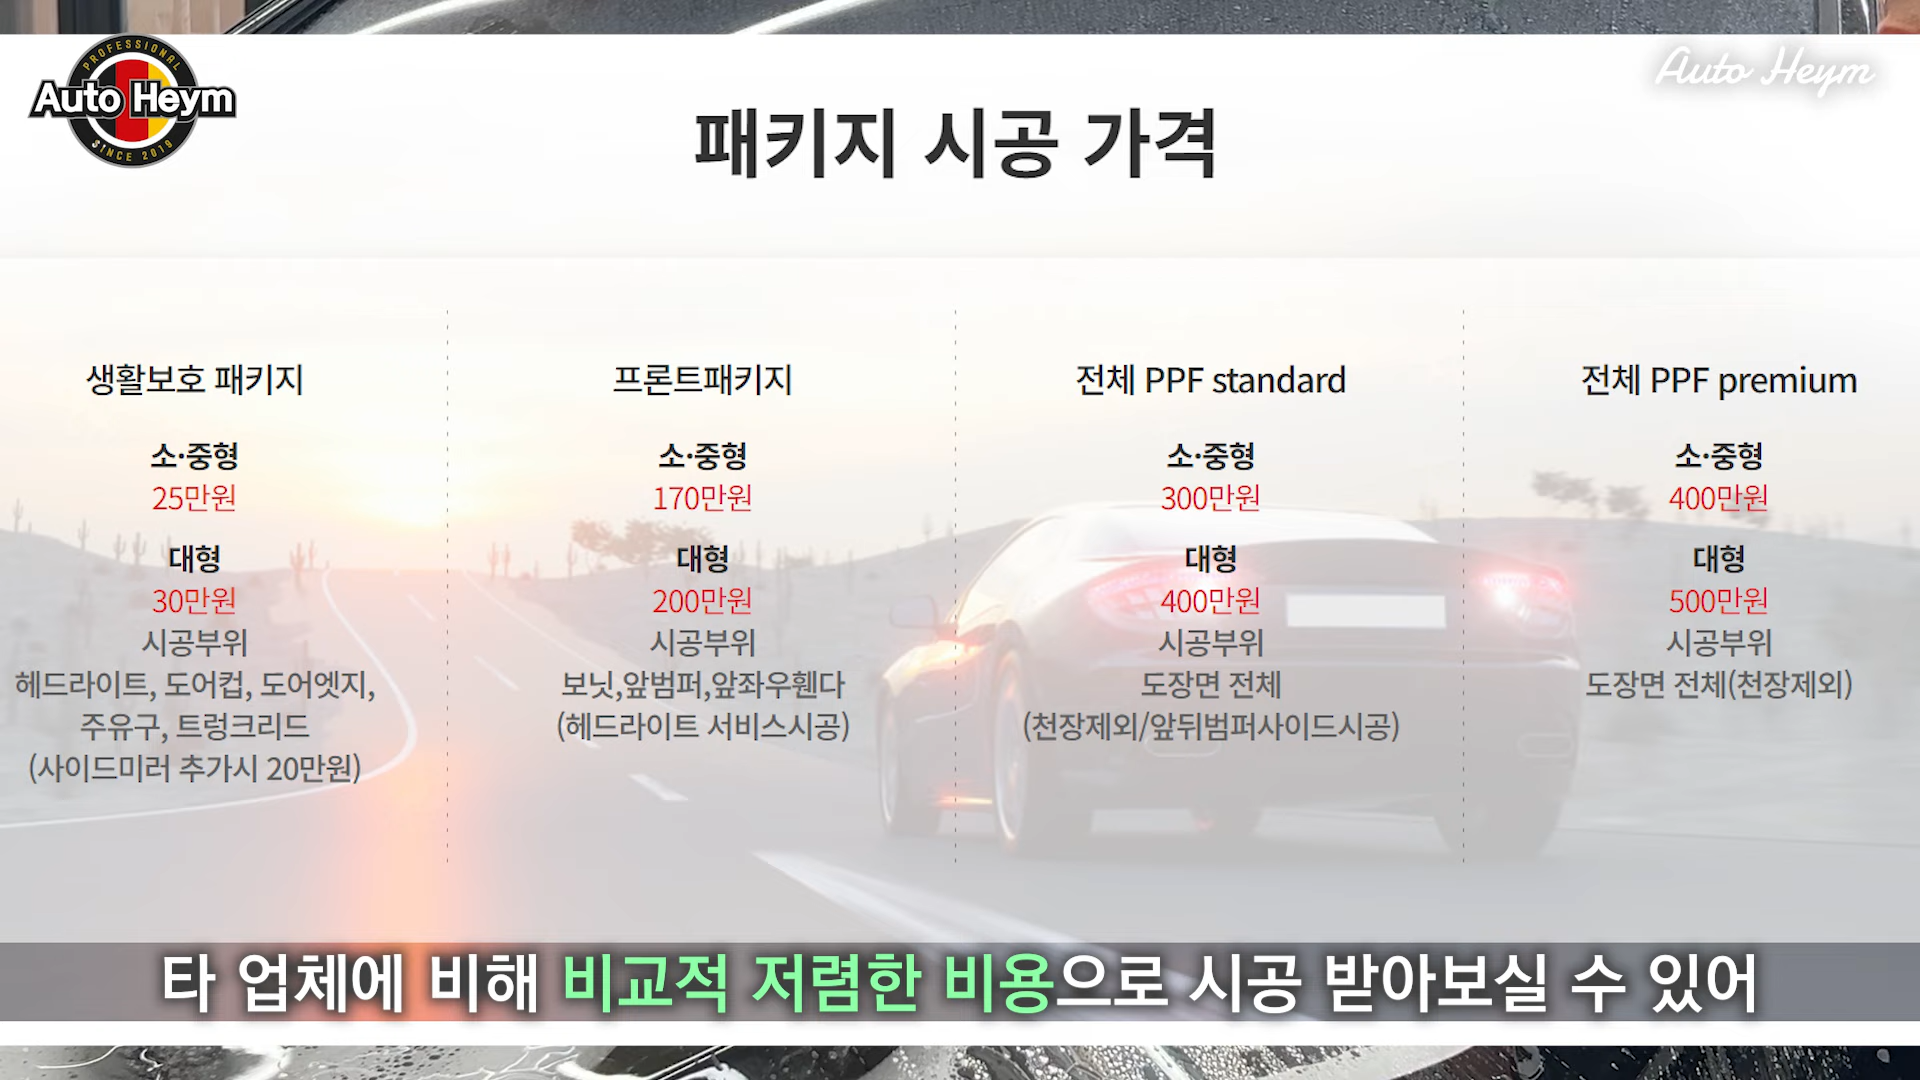 PROFESSIONAL
Auto Heym
SINCE 2019
Auto Heym
패키지 시공 가격
생활보호 패키지
소·중형
25만원
대형
30만원
시공부위
헤드라이트, 도어컵, 도어엣지,
주유구, 트렁크리드
(사이드미러 추가시 20만원)
프론트패키지
소·중형
170만원
대형
200만원
시공부위
보닛,앞범퍼,앞좌우휀다
(헤드라이트 서비스시공)
전체 PPF standard
소·중형
300만원
대형
400만원
시공부위
도장면 전체
(천장제외/앞뒤범퍼사이드시공)
전체 PPF premium
소·중형
400만원
대형
500만원
시공부위
도장면 전체(천장제외)
타 업체에 비해 비교적 저렴한 비용으로 시공 받아보실 수 있어